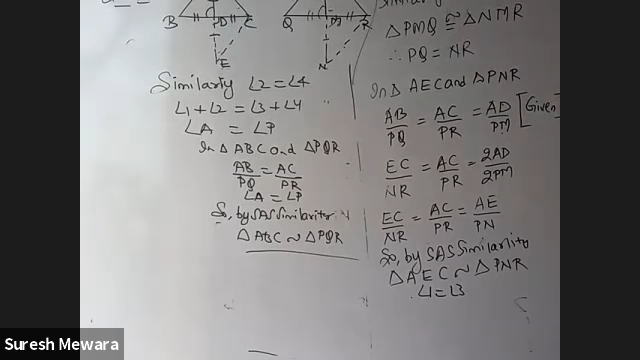 B D C Q M R
E N
Similarly ∠2=∠4
∠1+∠2=∠3+∠4
∠A = ∠P
In △ABC and △PQR
AB/PQ = AC/PR
∠A=∠P
So, by SAS Similarity
△ABC ~ △PQR
△PMQ ≅ △NMR
∴ PQ = NR
In △ AEC and △PNR
AB/PQ = AC/PR = AD/PM [Given]
EC/NR = AC/PR = 2AD/2PM
EC/NR = AC/PR = AE/PN
So, by SAS Similarity
△AEC ~ △PNR
∠1=∠3
Suresh Mewara